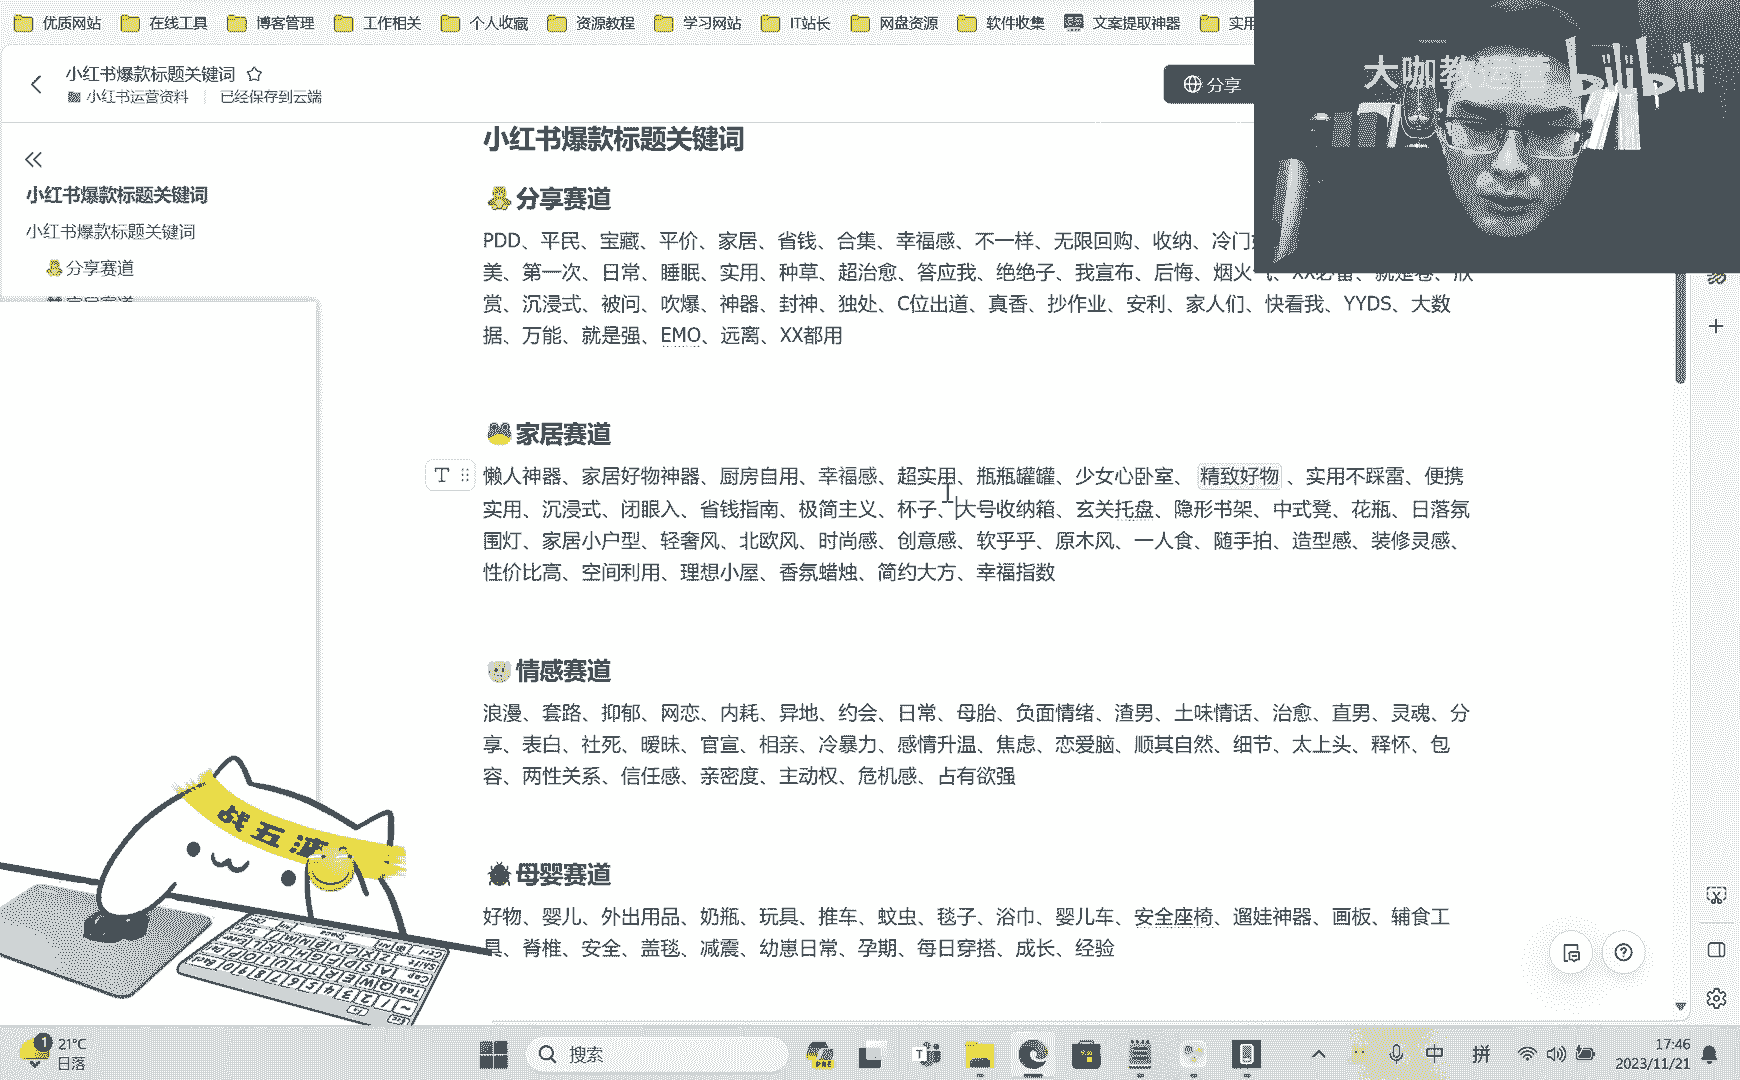 优质网站 在线工具 博客管理 工作相关 个人收藏 资源教程 学习网站 IT站长 网盘资源 软件收集 文案提取神器 实用
小红书爆款标题关键词
小红书运营资料 已经保存到云端
分享
大咖教运营 bilibili
小红书爆款标题关键词
小红书爆款标题关键词
分享赛道
小红书爆款标题关键词
分享赛道
PDD、平民、宝藏、平价、家居、省钱、合集、幸福感、不一样、无限回购、收纳、冷门
美、第一次、日常、睡眠、实用、种草、超治愈、答应我、绝绝子、我宣布、后悔、烟火
赏、沉浸式、被问、吹爆、神器、封神、独处、C位出道、真香、抄作业、安利、家人们、快看我、YYDS、大数
据、万能、就是强、EMO、远离、XX都用
家居赛道
懒人神器、家居好物神器、厨房自用、幸福感、超实用、瓶瓶罐罐、少女心卧室、 精致好物 、实用不踩雷、便携
实用、沉浸式、闭眼入、省钱指南、极简主义、杯子、大号收纳箱、玄关托盘、隐形书架、中式凳、花瓶、日落氛
围灯、家居小户型、轻奢风、北欧风、时尚感、创意感、软乎乎、原木风、一人食、随手拍、造型感、装修灵感、
性价比高、空间利用、理想小屋、香氛蜡烛、简约大方、幸福指数
情感赛道
浪漫、套路、抑郁、网恋、内耗、异地、约会、日常、母胎、负面情绪、渣男、土味情话、治愈、直男、灵魂、分
享、表白、社死、暧昧、官宣、相亲、冷暴力、感情升温、焦虑、恋爱脑、顺其自然、细节、太上头、释怀、包
容、两性关系、信任感、亲密度、主动权、危机感、占有欲强
母婴赛道
好物、婴儿、外出用品、奶瓶、玩具、推车、蚊虫、毯子、浴巾、婴儿车、安全座椅、遛娃神器、画板、辅食工
具、脊椎、安全、盖毯、减震、幼崽日常、孕期、每日穿搭、成长、经验
战五渣
1 21°C
日落
搜索
中 拼
17:46
2023/11/21